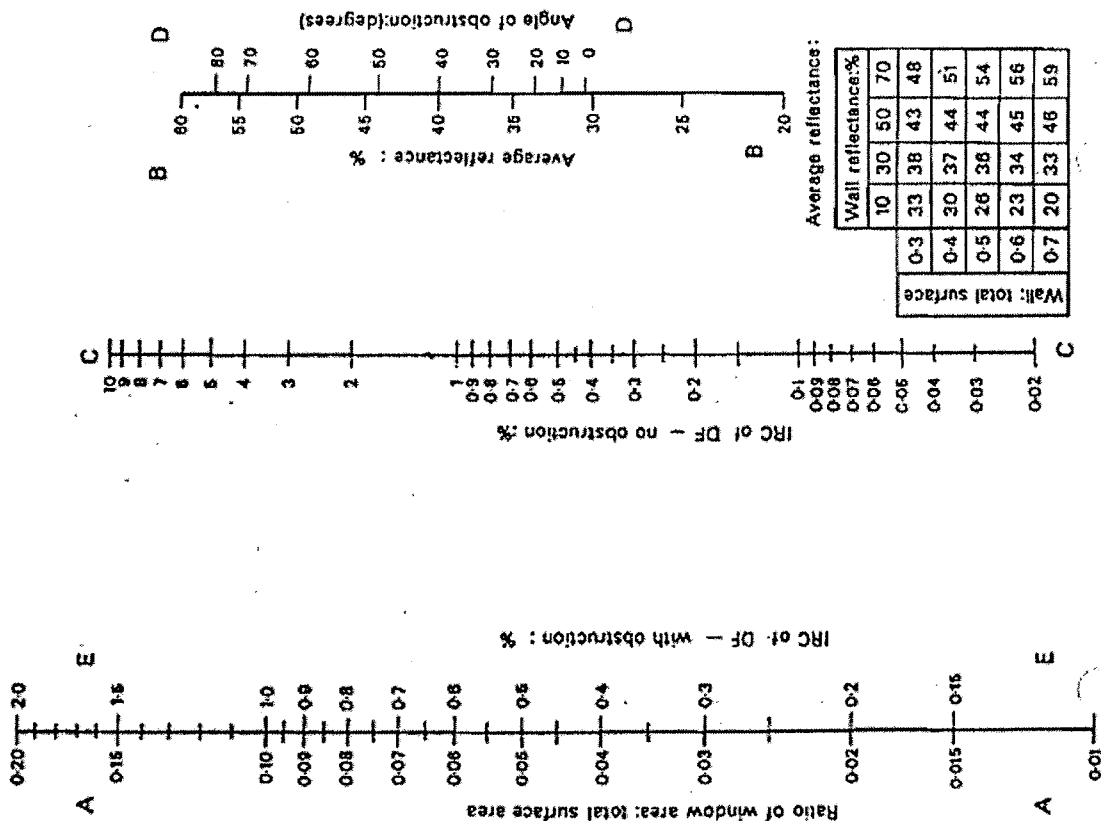 A
Ratio of window area: total surface area
0·20
0·15
0·10
0·09
0·08
0·07
0·06
0·05
0·04
0·03
0·02
0·015
0·01
A
E
2·0
1·5
1·0
0·9
0·8
0·7
0·6
0·5
0·4
0·3
0·2
0·15
E
IRC of DF – with obstruction : %
C
IRC of DF – no obstruction : %
10
9
8
7
6
5
4
3
2
1
0·9
0·8
0·7
0·6
0·5
0·4
0·3
0·2
0·1
0·09
0·08
0·07
0·06
0·05
0·04
0·03
0·02
C
B
Average reflectance : %
60
55
50
45
40
35
30
25
20
B
D
Angle of obstruction:(degrees)
80
70
60
50
40
30
20
10
0
D
Average reflectance :
Wall reflectance:%
10 30 50 70
Wall: total surface
0·3 33 38 43 48
0·4 30 37 44 51
0·5 26 36 44 54
0·6 23 34 45 56
0·7 20 33 46 59